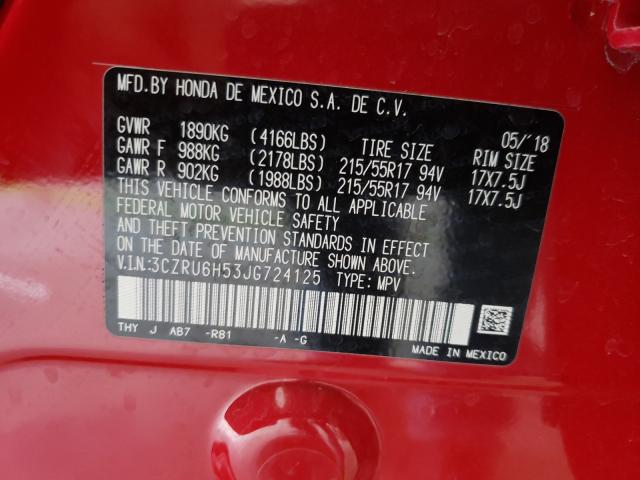 MFD.BY HONDA DE MEXICO S.A. DE C.V.
05/'18
GVWR 1890KG (4166LBS) TIRE SIZE RIM SIZE
GAWR F 988KG (2178LBS) 215/55R17 94V 17X7.5J
GAWR R 902KG (1988LBS) 215/55R17 94V 17X7.5J
THIS VEHICLE CONFORMS TO ALL APPLICABLE
FEDERAL MOTOR VEHICLE SAFETY
AND THEFT PREVENTION STANDARDS IN EFFECT
ON THE DATE OF MANUFACTURE SHOWN ABOVE.
V.I.N:3CZRU6H53JG724125 TYPE: MPV
THY J AB7 -R81 -A -G
MADE IN MEXICO